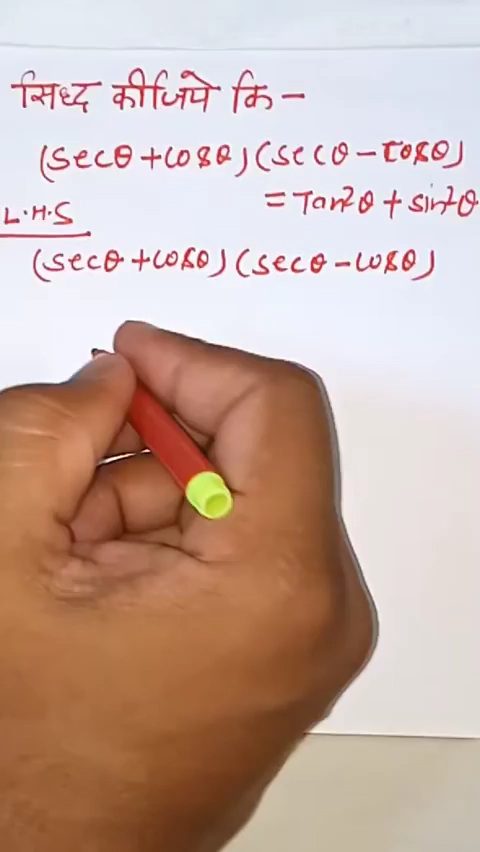 सिध्द कीजिये कि –
(secθ + cosθ) (secθ – cosθ)
= Tan²θ + sin²θ
L.H.S
(secθ + cosθ) (secθ – cosθ)